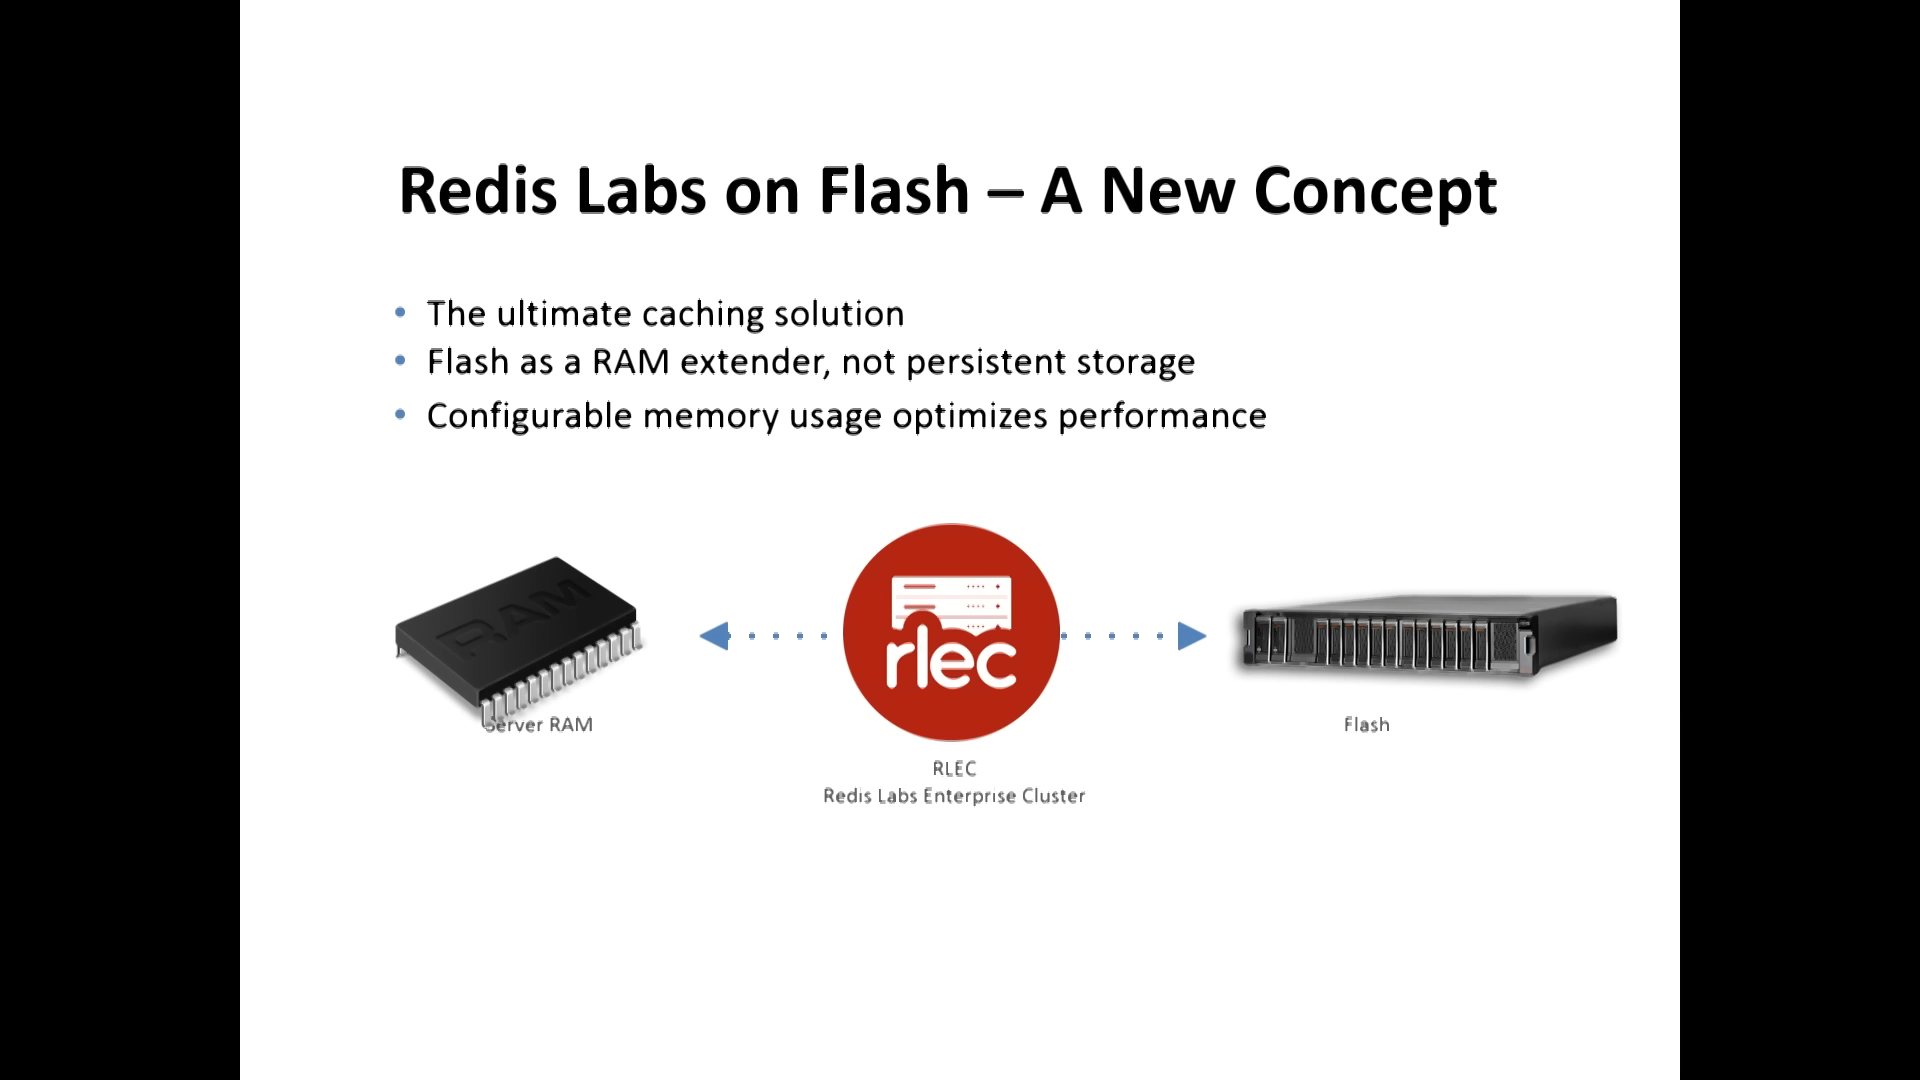 Redis Labs on Flash – A New Concept
• The ultimate caching solution
• Flash as a RAM extender, not persistent storage
• Configurable memory usage optimizes performance
RAM
rlec
Server RAM
Flash
RLEC
Redis Labs Enterprise Cluster